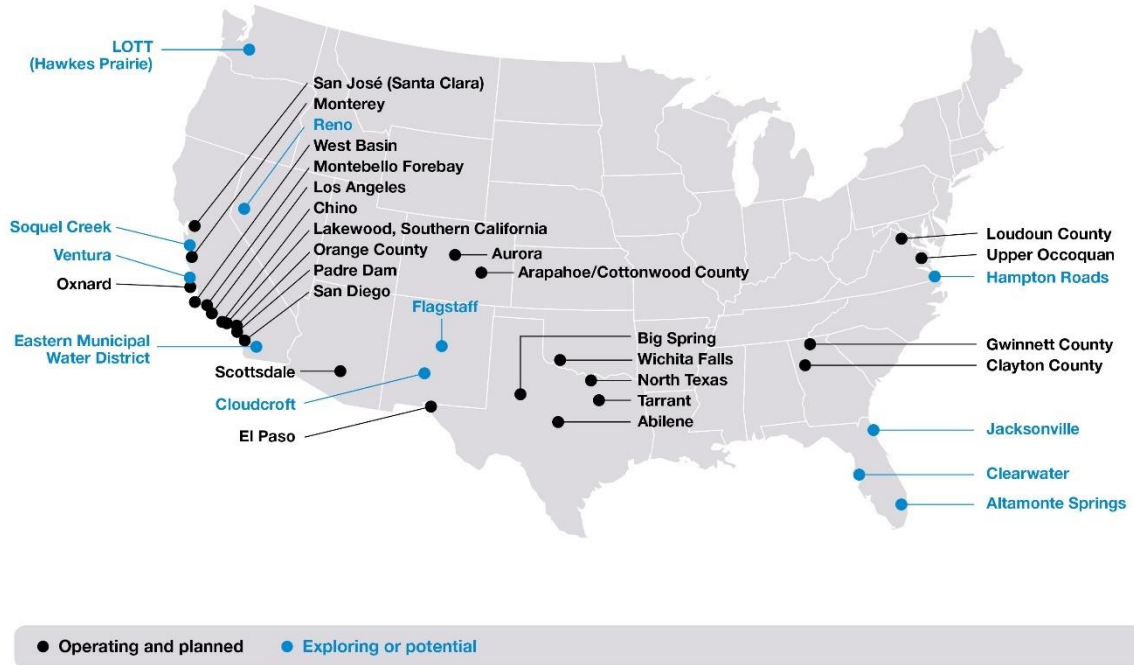 LOTT
(Hawkes Prairie)
San José (Santa Clara)
Monterey
Reno
West Basin
Montebello Forebay
Los Angeles
Chino
Lakewood, Southern California
Orange County
Padre Dam
San Diego
Soquel Creek
Ventura
Oxnard
Eastern Municipal
Water District
Scottsdale
Cloudcroft
El Paso
Aurora
Arapahoe/Cottonwood County
Flagstaff
Big Spring
Wichita Falls
North Texas
Tarrant
Abilene
Loudoun County
Upper Occoquan
Hampton Roads
Gwinnett County
Clayton County
Jacksonville
Clearwater
Altamonte Springs
Operating and planned
Exploring or potential